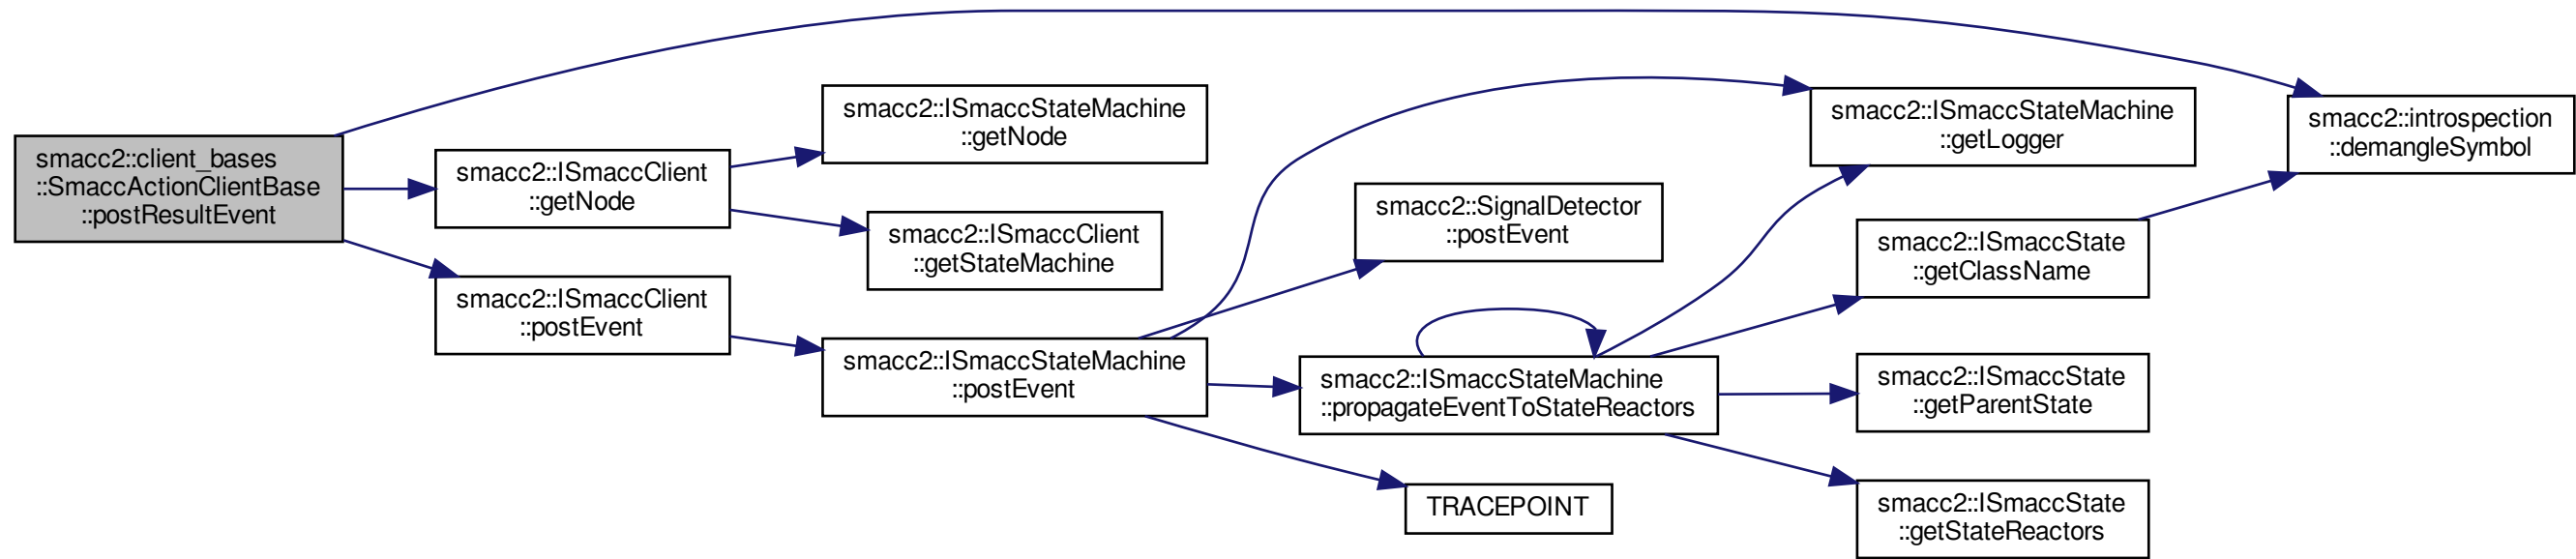 smacc2::client_bases
::SmaccActionClientBase
::postResultEvent
smacc2::ISmaccClient
::getNode
smacc2::ISmaccClient
::postEvent
smacc2::ISmaccStateMachine
::getNode
smacc2::ISmaccClient
::getStateMachine
smacc2::ISmaccStateMachine
::postEvent
smacc2::SignalDetector
::postEvent
smacc2::ISmaccStateMachine
::propagateEventToStateReactors
TRACEPOINT
smacc2::ISmaccStateMachine
::getLogger
smacc2::ISmaccState
::getClassName
smacc2::ISmaccState
::getParentState
smacc2::ISmaccState
::getStateReactors
smacc2::introspection
::demangleSymbol